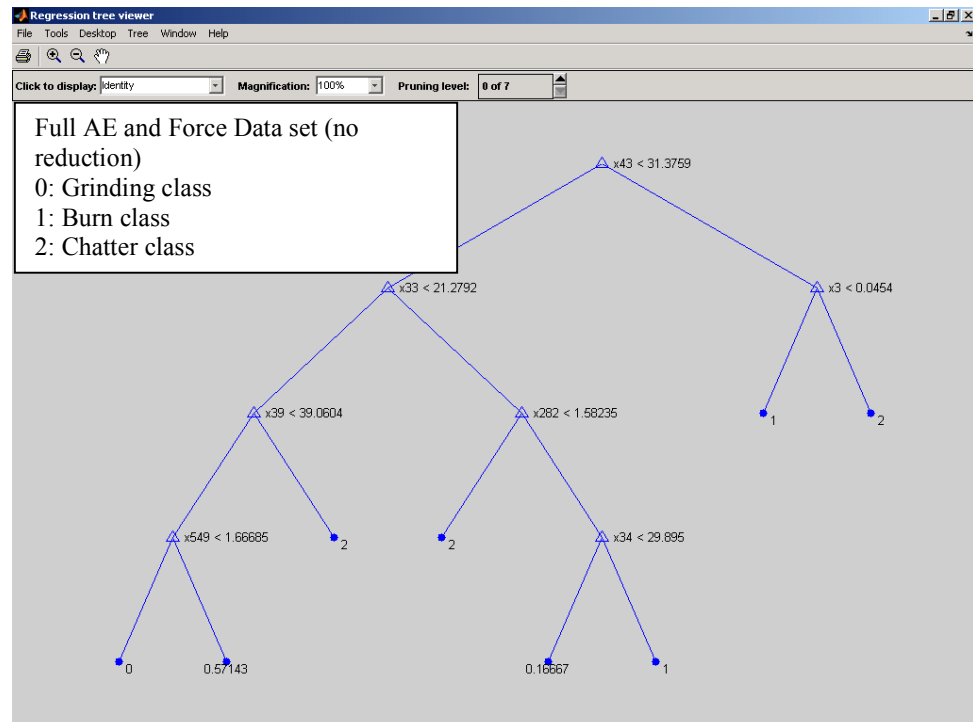 Regression tree viewer
File Tools Desktop Tree Window Help
Click to display: Identity Magnification: 100% Pruning level: 0 of 7
Full AE and Force Data set (no
reduction)
0: Grinding class
1: Burn class
2: Chatter class
x43 < 31.3759
x33 < 21.2792
x3 < 0.0454
x39 < 39.0604
x282 < 1.58235
1
2
x549 < 1.66685
2
2
x34 < 29.895
0
0.57143
0.16667
1